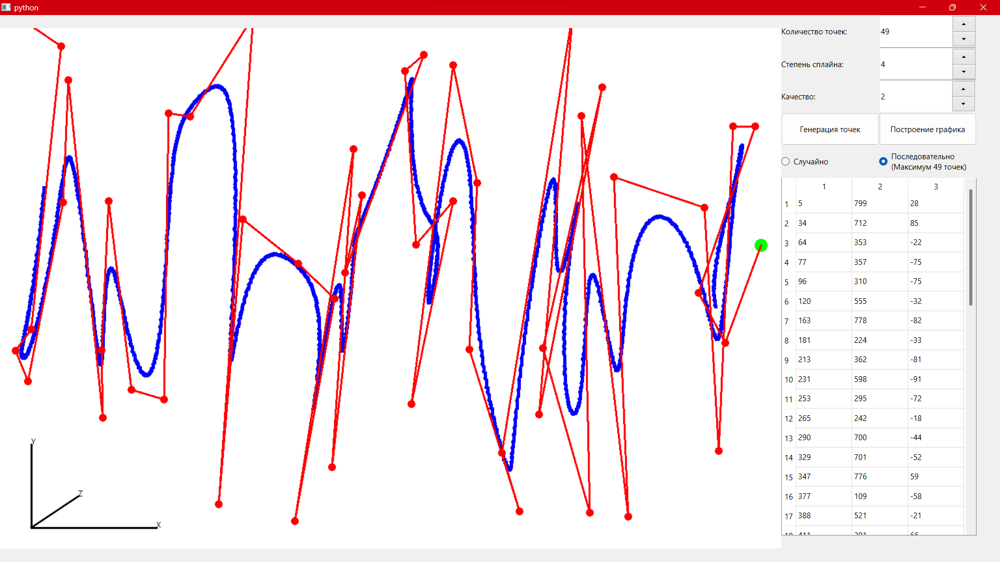 python
Количество точек:
49
Степень сплайна:
4
Качество:
2
Генерация точек
Построение графика
Случайно
Последовательно
(Максимум 49 точек)
1 2 3
1 5 799 28
2 34 712 85
3 64 353 -22
4 77 357 -75
5 96 310 -75
6 120 555 -32
7 163 778 -82
8 181 224 -33
9 213 362 -81
10 231 598 -91
11 253 295 -72
12 265 242 -18
13 290 700 -44
14 329 701 -52
15 347 776 59
16 377 109 -58
17 388 521 -21
Y
Z
X